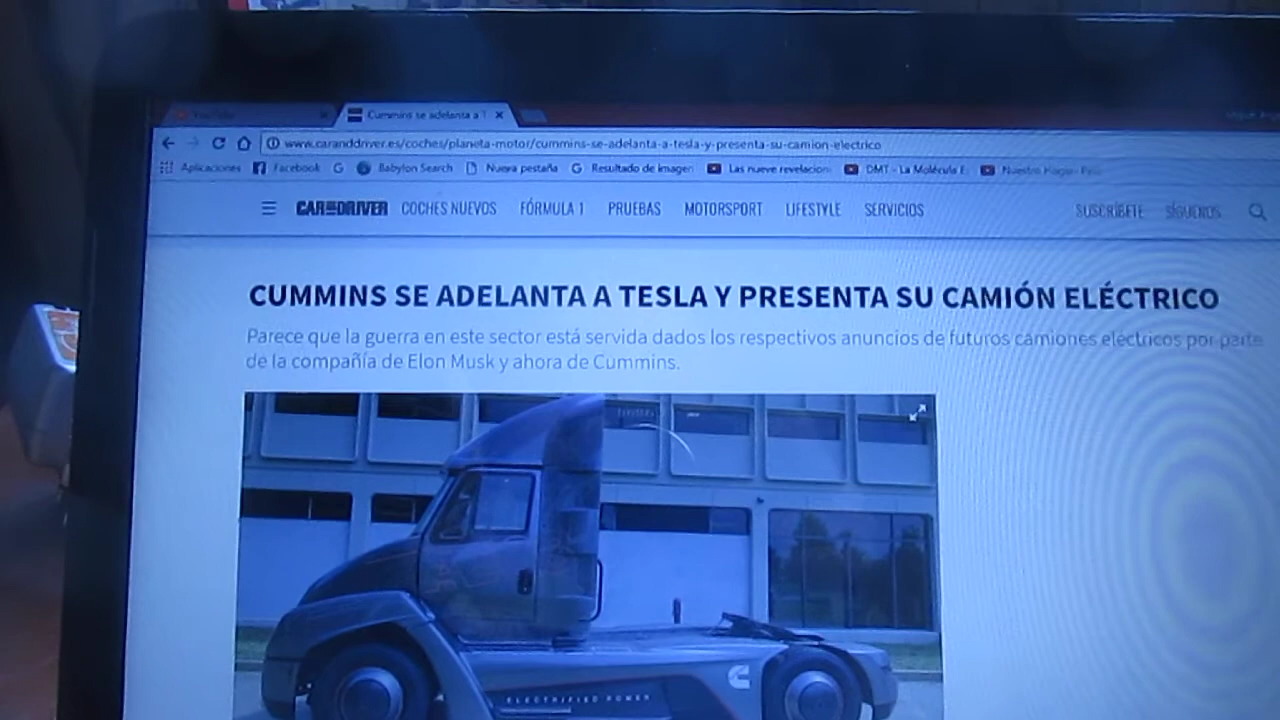 YouTube
Cummins se adelanta a T
www.caranddriver.es/coches/planeta-motor/cummins-se-adelanta-a-tesla-y-presenta-su-camion-electrico
Aplicaciones Facebook G Babylon Search Nueva pestaña Resultado de imagen Las nueve revelacion DMT - La Molécula E
CAR AND DRIVER COCHES NUEVOS FÓRMULA 1 PRUEBAS MOTORSPORT LIFESTYLE SERVICIOS SUSCRÍBETE SÍGUENOS
CUMMINS SE ADELANTA A TESLA Y PRESENTA SU CAMIÓN ELÉCTRICO
Parece que la guerra en este sector está servida dados los respectivos anuncios de futuros camiones eléctricos por parte
de la compañía de Elon Musk y ahora de Cummins.
ELECTRIFIED POWER